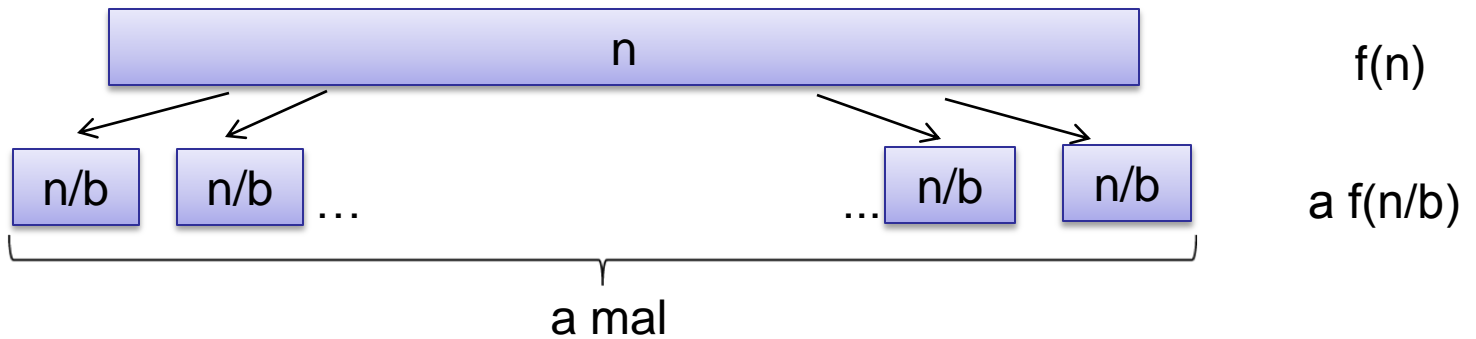 n f(n)
n/b n/b … ... n/b n/b a f(n/b)
a mal